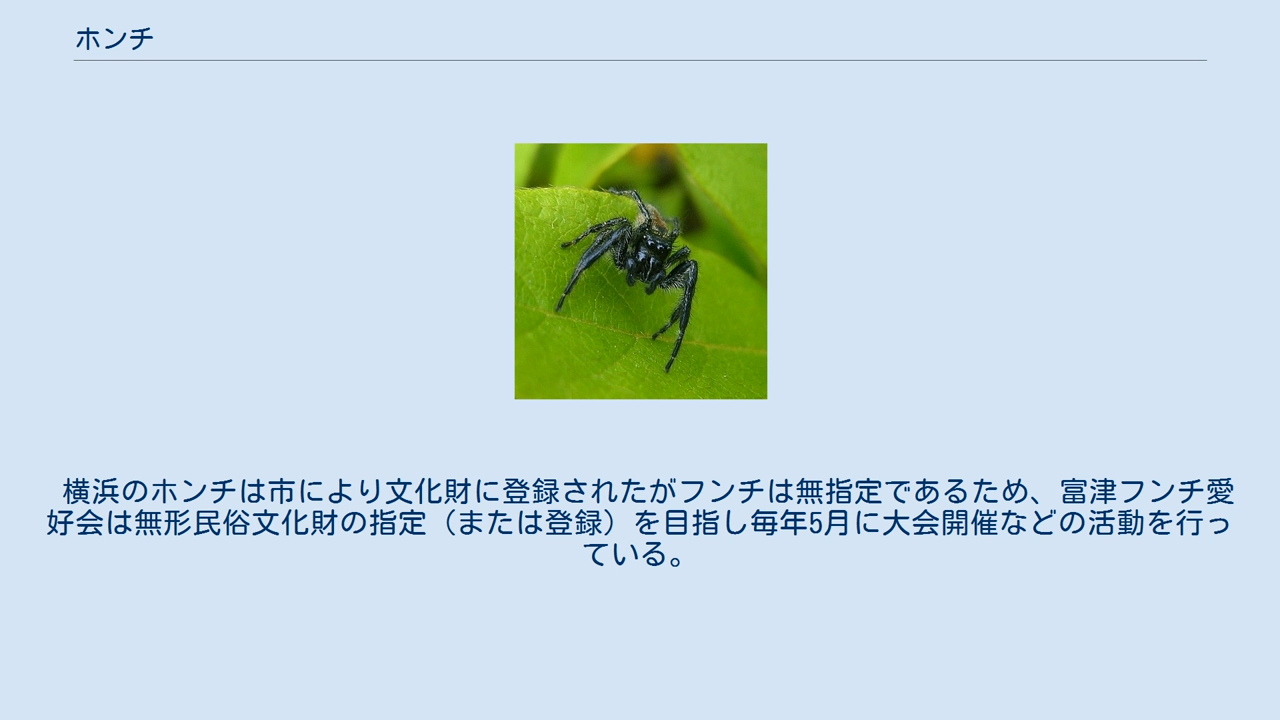 ホンチ
横浜のホンチは市により文化財に登録されたがフンチは無指定であるため、富津フンチ愛
好会は無形民俗文化財の指定（または登録）を目指し毎年5月に大会開催などの活動を行っ
ている。